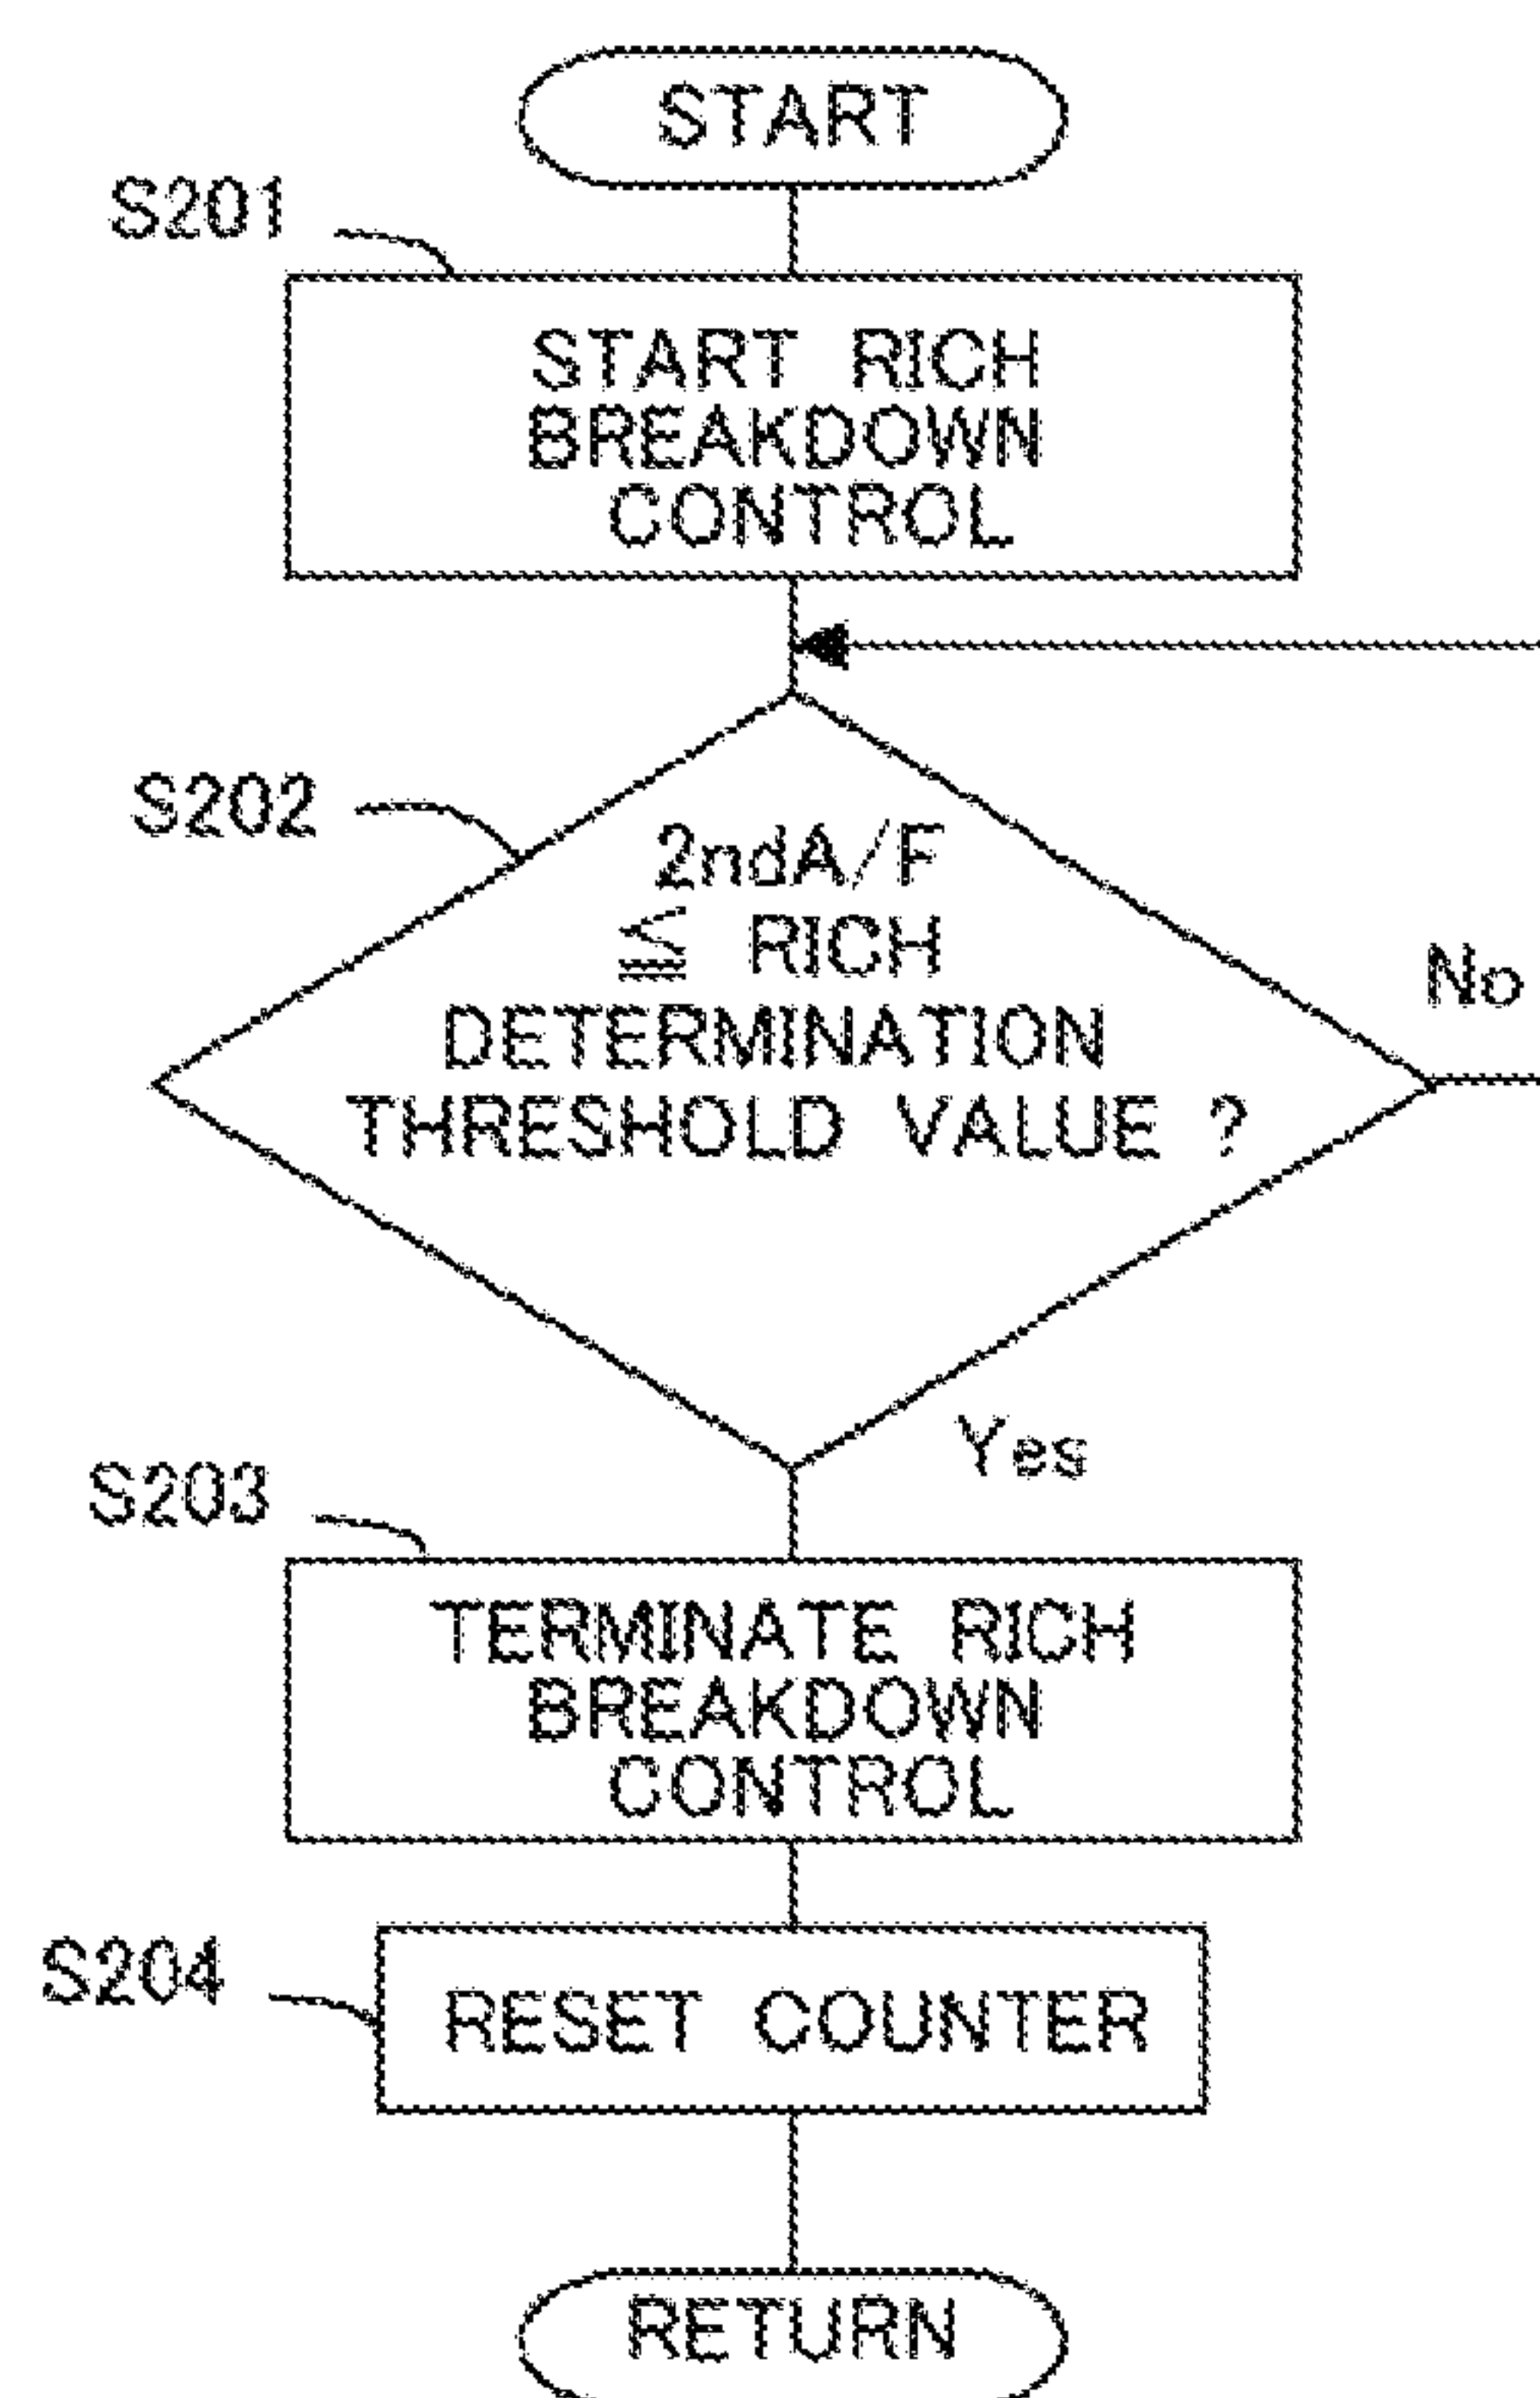 START
S201
START RICH
BREAKDOWN
CONTROL
S202
2ndA/F
≦ RICH
DETERMINATION
THRESHOLD VALUE ?
No
Yes
S203
TERMINATE RICH
BREAKDOWN
CONTROL
S204
RESET COUNTER
RETURN